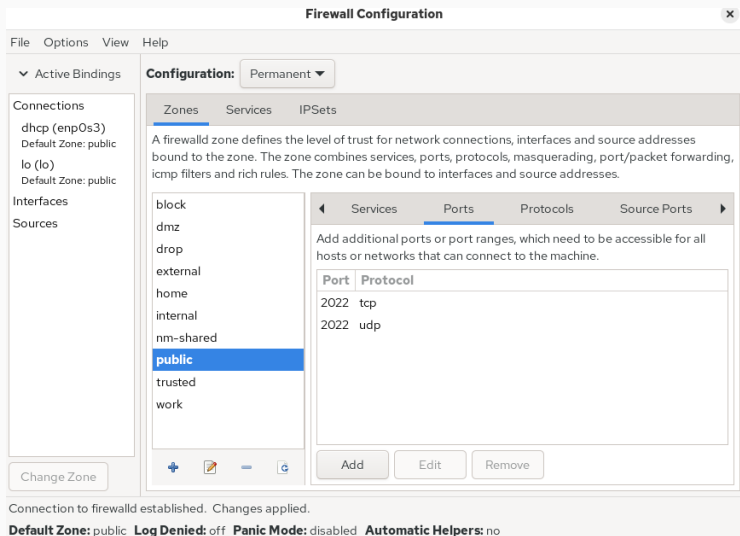 Firewall Configuration
File Options View Help
Active Bindings
Configuration: Permanent
Connections
dhcp (enp0s3)
Default Zone: public
lo (lo)
Default Zone: public
Interfaces
Sources
Change Zone
Zones Services IPSets
A firewalld zone defines the level of trust for network connections, interfaces and source addresses
bound to the zone. The zone combines services, ports, protocols, masquerading, port/packet forwarding,
icmp filters and rich rules. The zone can be bound to interfaces and source addresses.
block
dmz
drop
external
home
internal
nm-shared
public
trusted
work
Services Ports Protocols Source Ports
Add additional ports or port ranges, which need to be accessible for all
hosts or networks that can connect to the machine.
Port Protocol
2022 tcp
2022 udp
Add Edit Remove
Connection to firewalld established. Changes applied.
Default Zone: public Log Denied: off Panic Mode: disabled Automatic Helpers: no